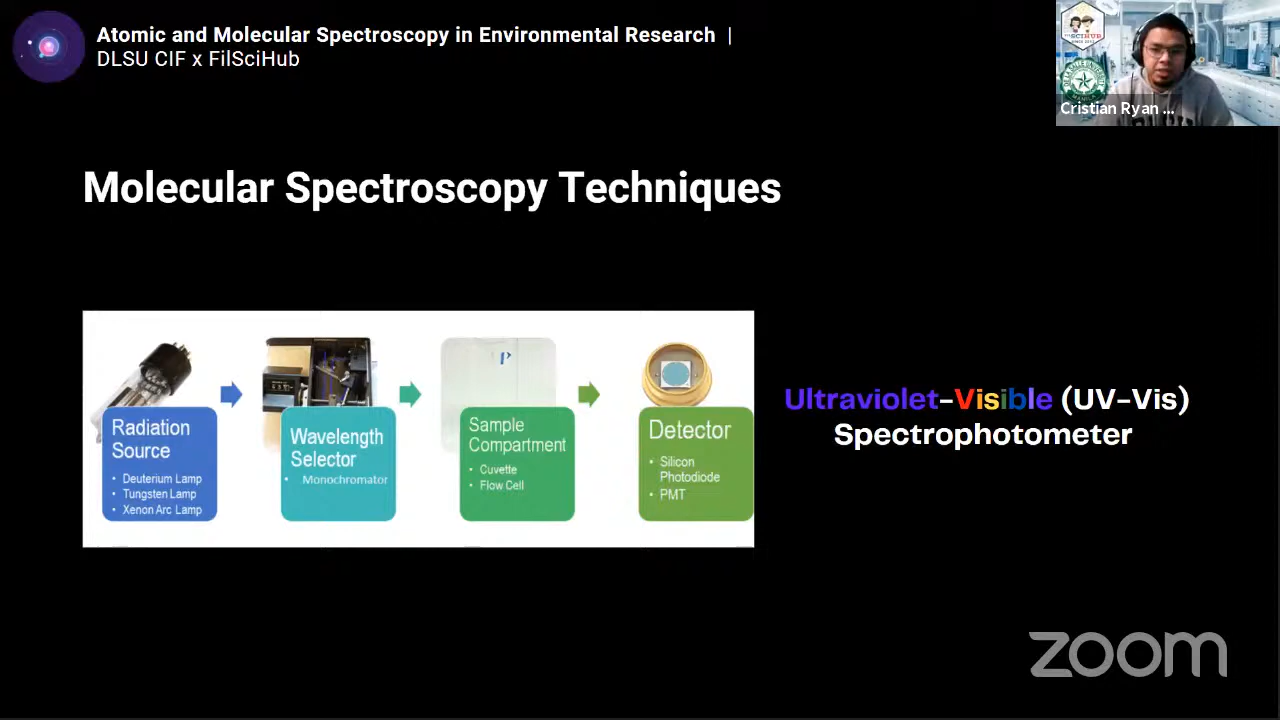 Atomic and Molecular Spectroscopy in Environmental Research |
DLSU CIF x FilSciHub
SCIHUB
Cristian Ryan ...
Molecular Spectroscopy Techniques
Radiation
Source
• Deuterium Lamp
• Tungsten Lamp
• Xenon Arc Lamp
Wavelength
Selector
• Monochromator
P
Sample
Compartment
• Cuvette
• Flow Cell
Detector
• Silicon
Photodiode
• PMT
Ultraviolet-Visible (UV-Vis)
Spectrophotometer
zoom